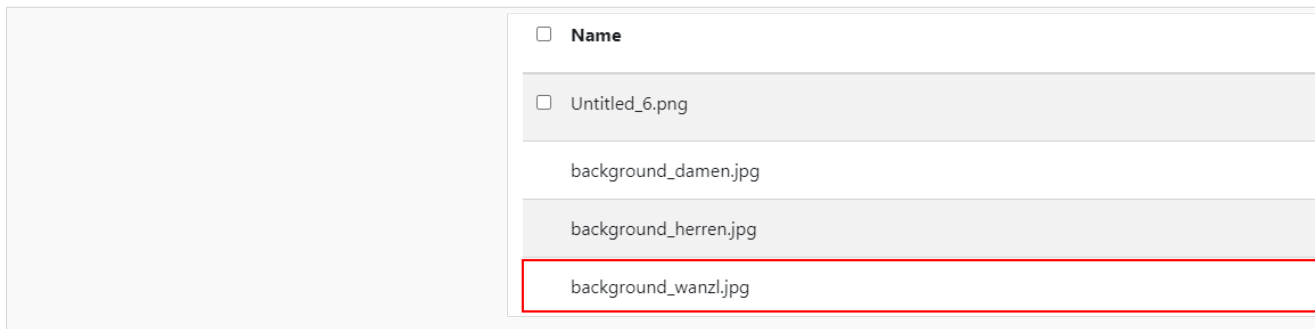 Name
Untitled_6.png
background_damen.jpg
background_herren.jpg
background_wanzl.jpg